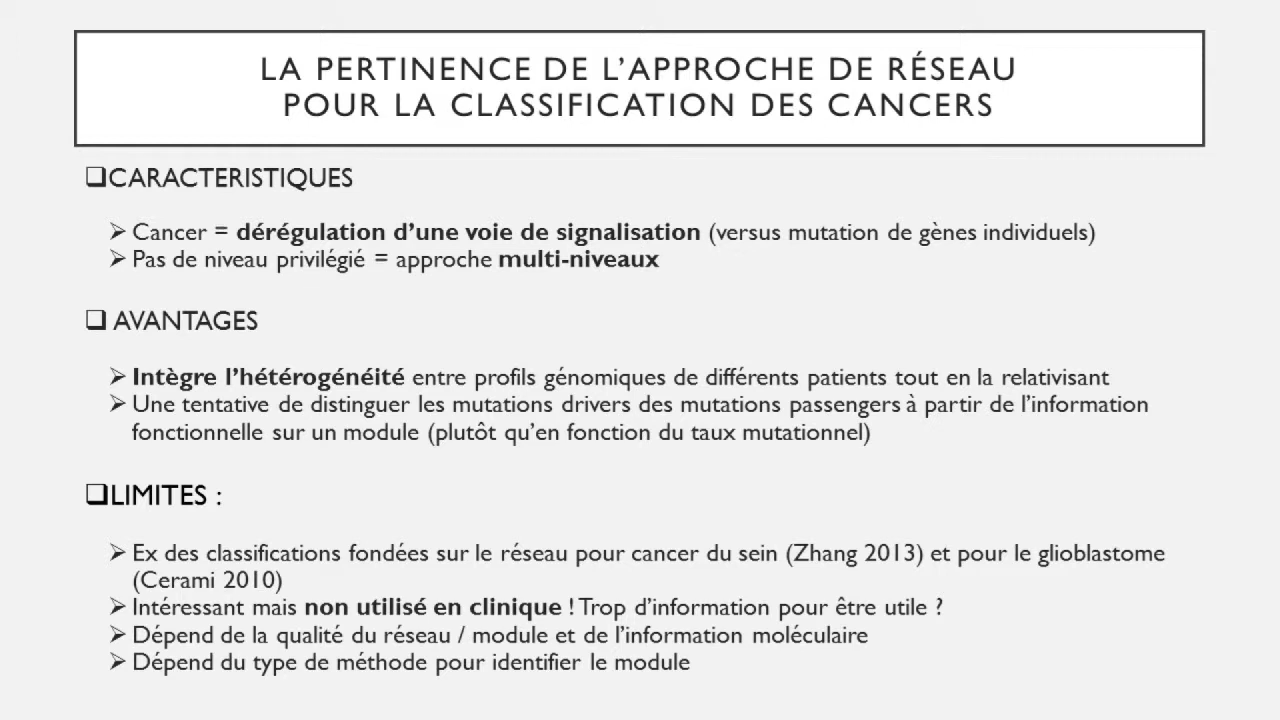 LA PERTINENCE DE L’APPROCHE DE RÉSEAU
POUR LA CLASSIFICATION DES CANCERS
❑CARACTERISTIQUES
➢ Cancer = dérégulation d’une voie de signalisation (versus mutation de gènes individuels)
➢ Pas de niveau privilégié = approche multi-niveaux
❑ AVANTAGES
➢ Intègre l’hétérogénéité entre profils génomiques de différents patients tout en la relativisant
➢ Une tentative de distinguer les mutations drivers des mutations passengers à partir de l’information
fonctionnelle sur un module (plutôt qu’en fonction du taux mutationnel)
❑LIMITES :
➢ Ex des classifications fondées sur le réseau pour cancer du sein (Zhang 2013) et pour le glioblastome
(Cerami 2010)
➢ Intéressant mais non utilisé en clinique ! Trop d’information pour être utile ?
➢ Dépend de la qualité du réseau / module et de l’information moléculaire
➢ Dépend du type de méthode pour identifier le module